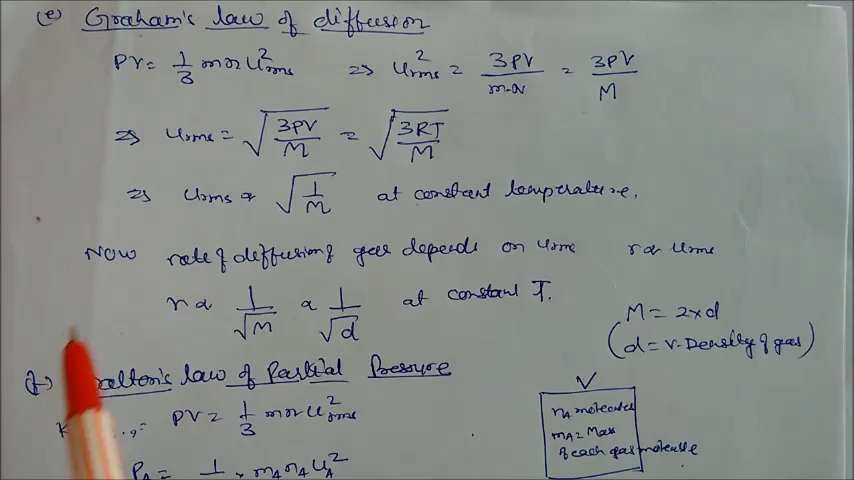 (e) Graham's law of diffusion
PV = 1/3 mn u²rms ⇒ u²rms = 3PV/m·n = 3PV/M
⇒ urms = √(3PV/M) = √(3RT/M)
⇒ urms α √(1/M) at constant temperature.
Now rate of diffusion of gas depends on urms r α urms
r α 1/√M α 1/√d at constant T.
M = 2×d
(d = V. Density of gas)
(f) Dalton's law of Partial Pressure
PV = 1/3 mn u²rms
PA = 1 mA nA uA²
V
nA molecules
mA = Mass
of each gas molecule